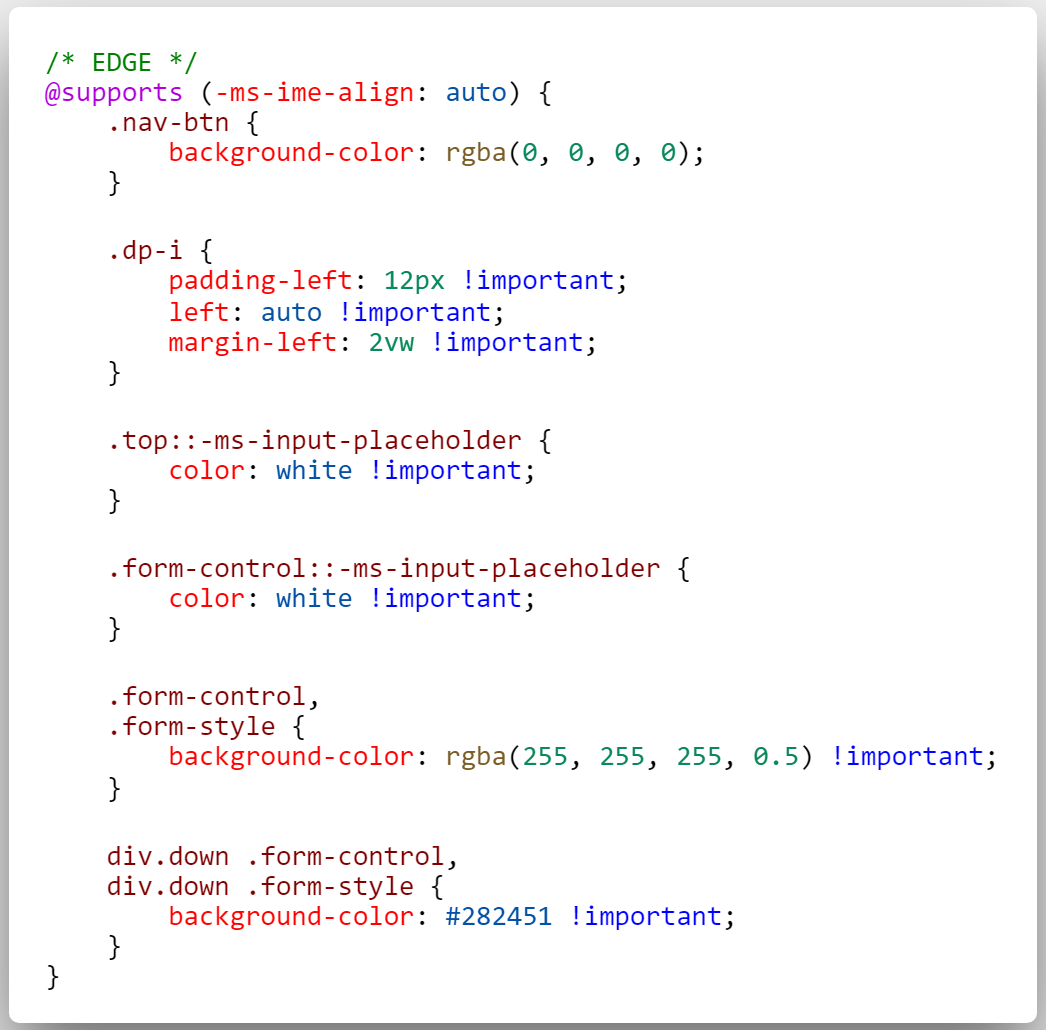 /* EDGE */
@supports (-ms-ime-align: auto) {
    .nav-btn {
        background-color: rgba(0, 0, 0, 0);
    }

    .dp-i {
        padding-left: 12px !important;
        left: auto !important;
        margin-left: 2vw !important;
    }

    .top::-ms-input-placeholder {
        color: white !important;
    }

    .form-control::-ms-input-placeholder {
        color: white !important;
    }

    .form-control,
    .form-style {
        background-color: rgba(255, 255, 255, 0.5) !important;
    }

    div.down .form-control,
    div.down .form-style {
        background-color: #282451 !important;
    }
}